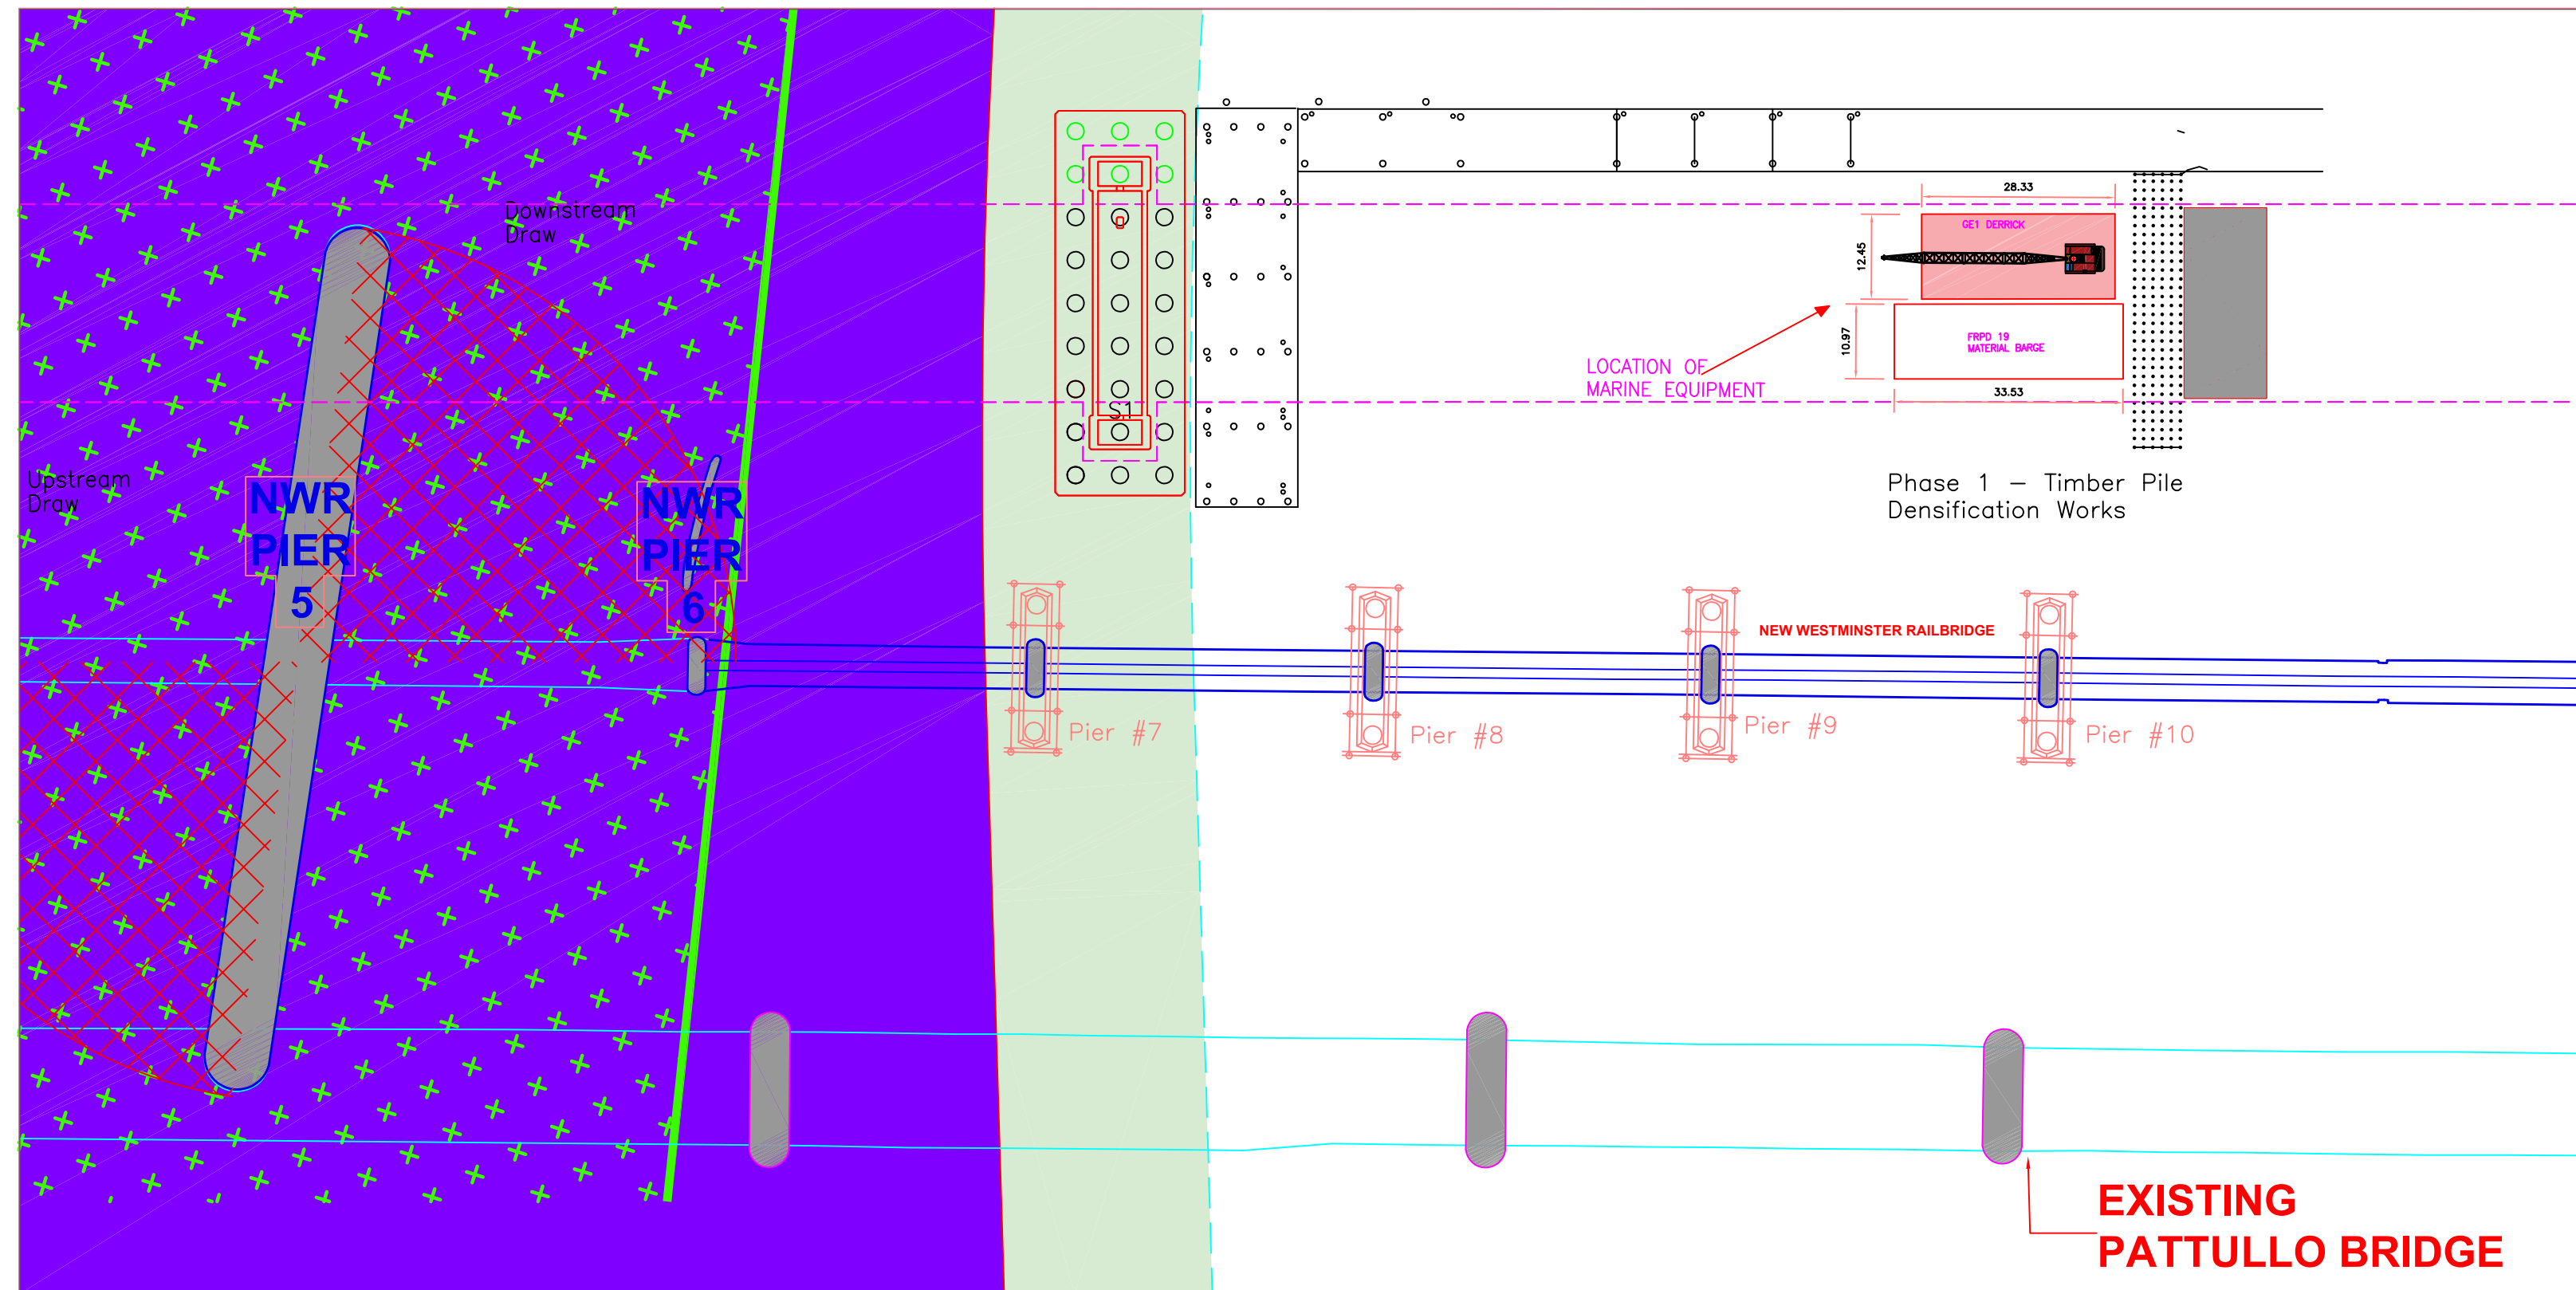 Downstream
Draw
28.33
GE1 DERRICK
12.45
10.97
FRPD 19
MATERIAL BARGE
33.53
LOCATION OF
MARINE EQUIPMENT
S1
Upstream
Draw
NWR
PIER
5
NWR
PIER
6
Phase 1 – Timber Pile
Densification Works
NEW WESTMINSTER RAILBRIDGE
Pier #7
Pier #8
Pier #9
Pier #10
EXISTING
PATTULLO BRIDGE